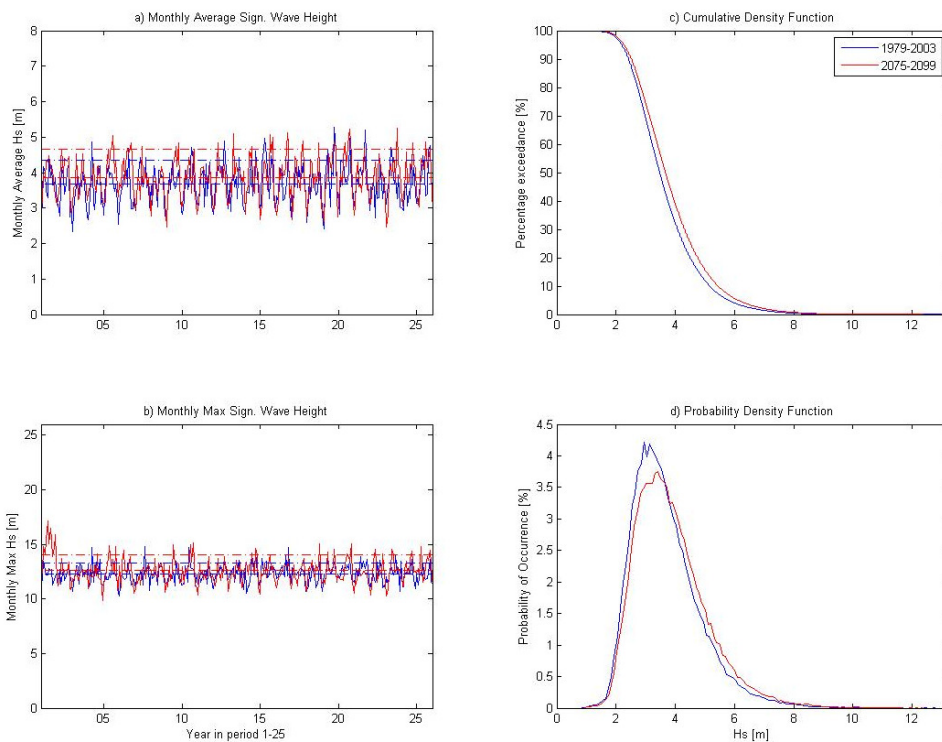 a) Monthly Average Sign. Wave Height
8
7
6
5
4
3
2
1
0
Monthly Average Hs [m]
05 10 15 20 25
c) Cumulative Density Function
1979-2003
2075-2099
100
90
80
70
60
50
40
30
20
10
0
Percentage exceedance [%]
0 2 4 6 8 10 12
b) Monthly Max Sign. Wave Height
25
20
15
10
5
0
Monthly Max Hs [m]
05 10 15 20 25
Year in period 1-25
d) Probability Density Function
4.5
4
3.5
3
2.5
2
1.5
1
0.5
0
Probability of Occurrence [%]
0 2 4 6 8 10 12
Hs [m]